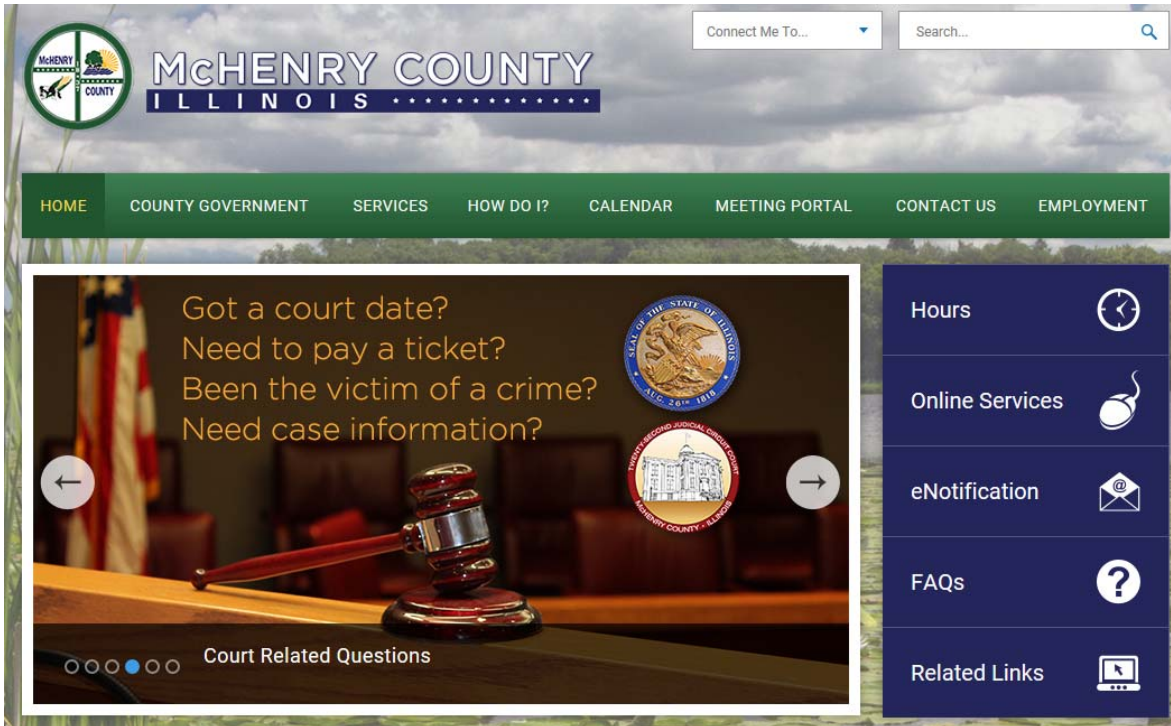 Connect Me To...
Search...
McHENRY
COUNTY
McHENRY COUNTY
ILLINOIS
HOME
COUNTY GOVERNMENT
SERVICES
HOW DO I?
CALENDAR
MEETING PORTAL
CONTACT US
EMPLOYMENT
Got a court date?
Need to pay a ticket?
Been the victim of a crime?
Need case information?
SEAL OF THE STATE OF ILLINOIS
AUG. 26TH 1818
TWENTY-SECOND JUDICIAL CIRCUIT COURT
McHENRY COUNTY - ILLINOIS
Court Related Questions
Hours
Online Services
eNotification
@
FAQs
?
Related Links